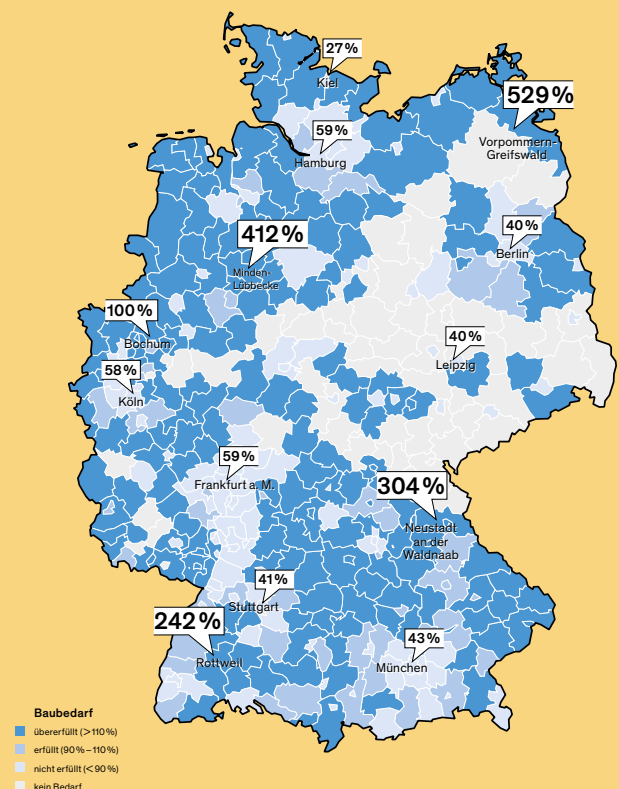 27%
Kiel
529%
Vorpommern-
Greifswald
59%
Hamburg
412%
Minden-
Lübbecke
40%
Berlin
100%
Bochum
40%
Leipzig
58%
Köln
59%
Frankfurt a. M.
304%
Neustadt
an der
Waldnaab
41%
Stuttgart
242%
Rottweil
43%
München
Baubedarf
übererfüllt (>110%)
erfüllt (90%–110%)
nicht erfüllt (<90%)
kein Bedarf